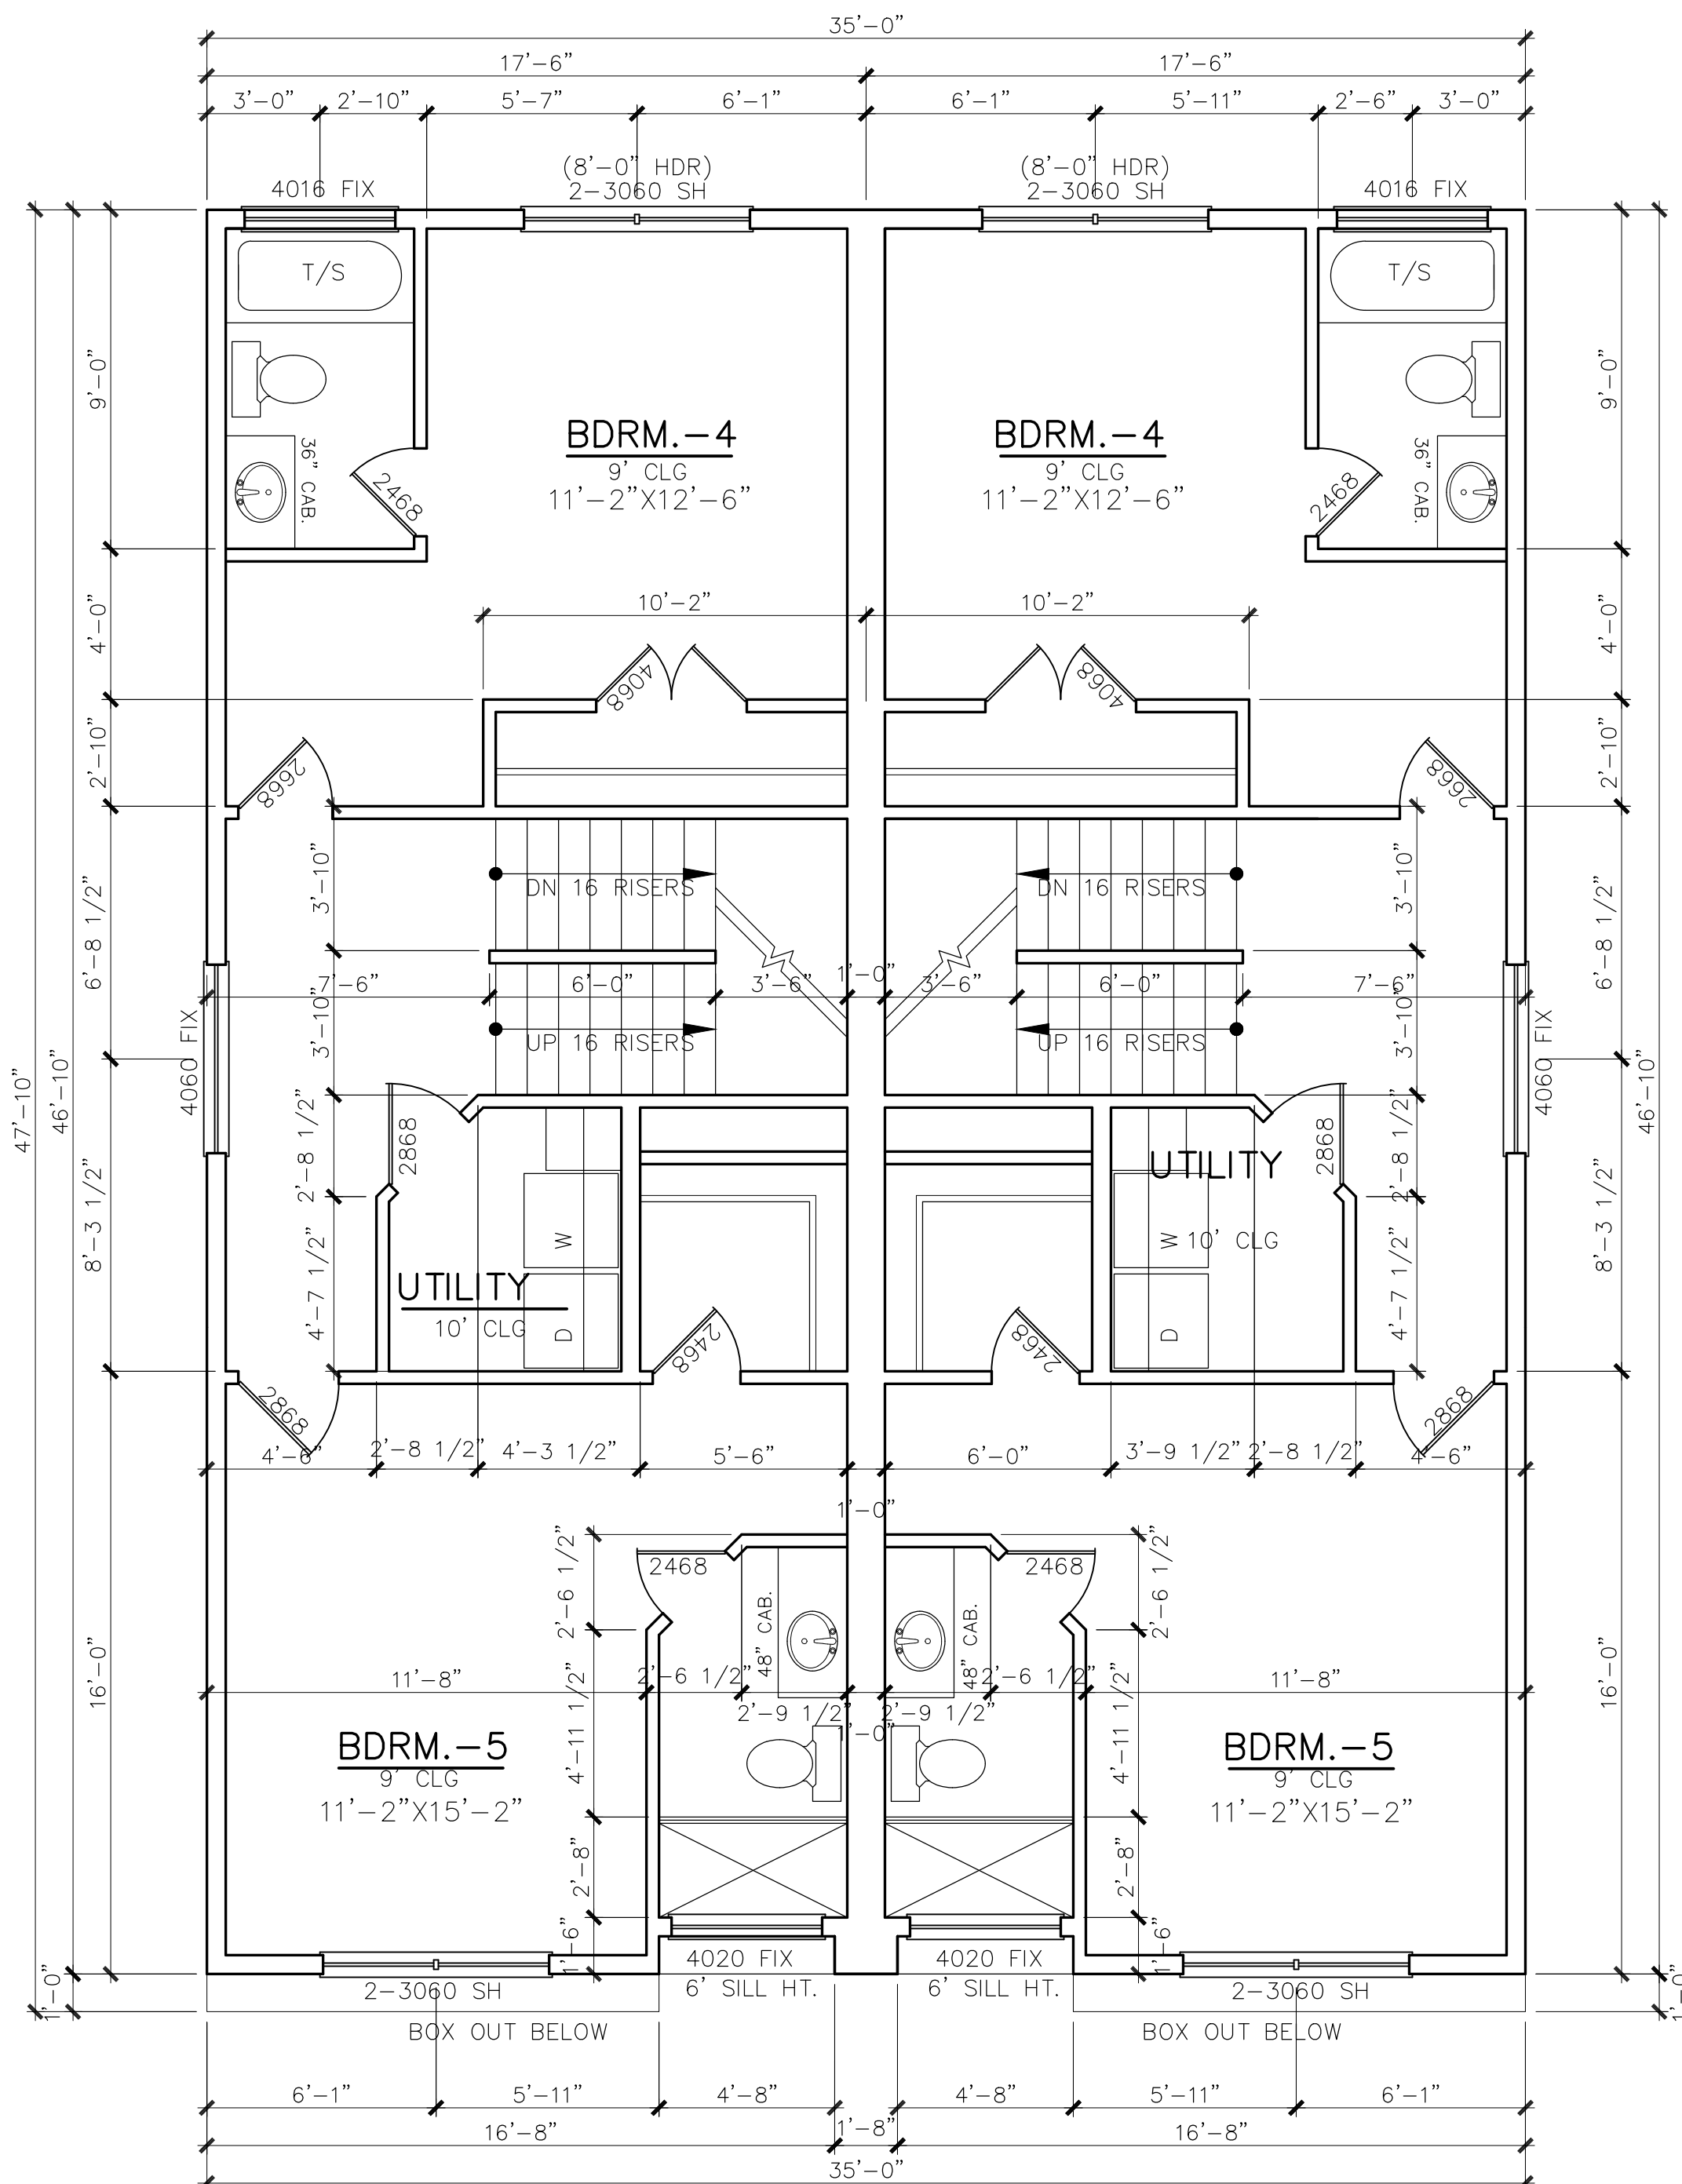 35'-0"
17'-6" 17'-6"
3'-0" 2'-10" 5'-7" 6'-1" 6'-1" 5'-11" 2'-6" 3'-0"
(8'-0" HDR) (8'-0" HDR)
4016 FIX 2-3060 SH 2-3060 SH 4016 FIX
T/S T/S
9'-0" 9'-0"
36" CAB. 2468 2468 36" CAB.
BDRM.-4 BDRM.-4
9' CLG 9' CLG
11'-2"X12'-6" 11'-2"X12'-6"
10'-2" 10'-2"
4'-0" 4'-0"
4068 4068
2'-10" 2'-10"
2668 2668
3'-10" 3'-10"
DN 16 RISERS DN 16 RISERS
6'-8 1/2" 6'-8 1/2"
7'-6" 6'-0" 3'-6" 1'-0" 3'-6" 6'-0" 7'-6"
3'-10" 3'-10"
UP 16 RISERS UP 16 RISERS
4060 FIX 4060 FIX
47'-10" 46'-10" 46'-10"
2'-8 1/2" 2868 2868 2'-8 1/2"
UTILITY
8'-3 1/2" 8'-3 1/2"
W W 10' CLG
4'-7 1/2" 4'-7 1/2"
UTILITY
10' CLG D D
2468 2468
2868 2868
4'-6" 2'-8 1/2" 4'-3 1/2" 5'-6" 6'-0" 3'-9 1/2" 2'-8 1/2" 4'-6"
1'-0"
2'-6 1/2" 2468 2468 2'-6 1/2"
48" CAB. 48" CAB.
16'-0" 16'-0"
11'-8" 2'-6 1/2" 2'-6 1/2" 11'-8"
2'-9 1/2" 2'-9 1/2"
1'-0"
4'-11 1/2" 4'-11 1/2"
BDRM.-5 BDRM.-5
9' CLG 9' CLG
11'-2"X15'-2" 11'-2"X15'-2"
2'-8" 2'-8"
1'-6" 1'-6"
4020 FIX 4020 FIX
6' SILL HT. 6' SILL HT.
2-3060 SH 2-3060 SH
1'-0" 1'-0"
BOX OUT BELOW BOX OUT BELOW
6'-1" 5'-11" 4'-8" 4'-8" 5'-11" 6'-1"
16'-8" 1'-8" 16'-8"
35'-0"